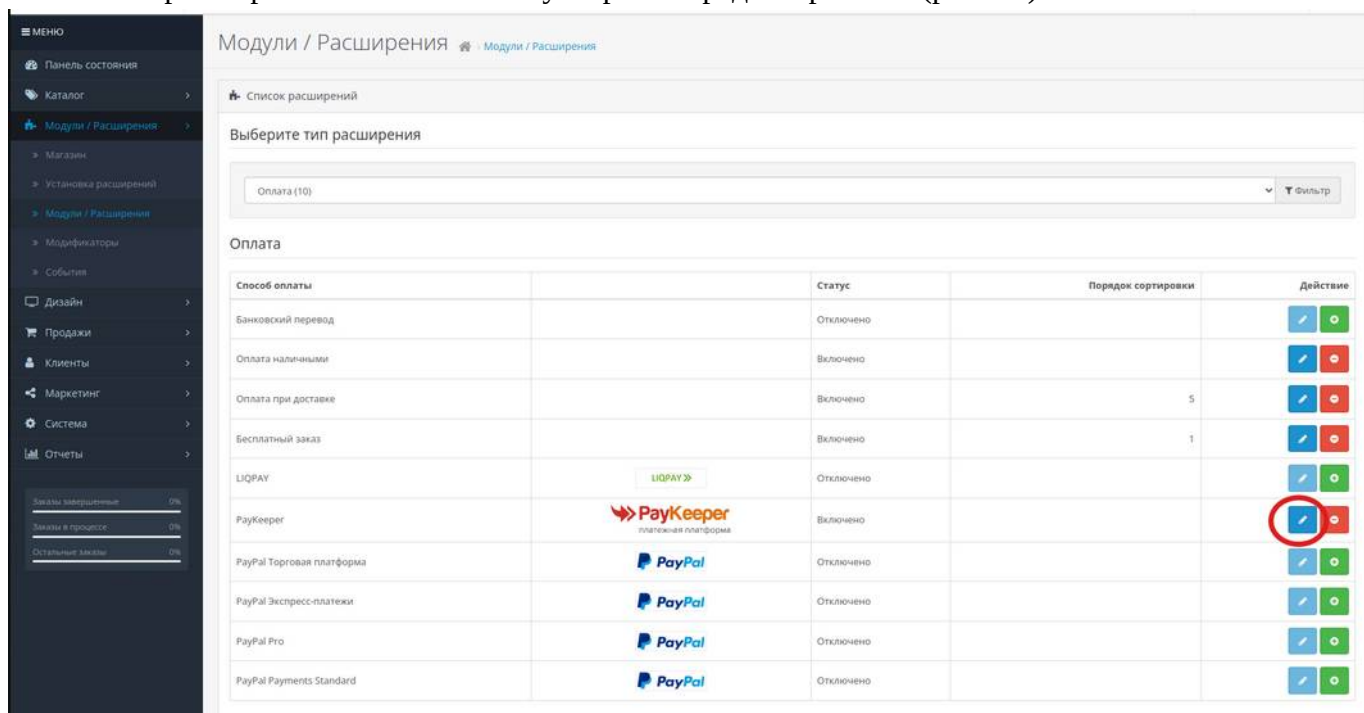 МЕНЮ
Панель состояния
Каталог
Модули / Расширения
Магазин
Установка расширений
Модули / Расширения
Модификаторы
События
Дизайн
Продажи
Клиенты
Маркетинг
Система
Отчеты
Заказы завершенные 0%
Заказы в процессе 0%
Остальные заказы 0%
Модули / Расширения Модули / Расширения
Список расширений
Выберите тип расширения
Оплата (10) Фильтр
Оплата
Способ оплаты Статус Порядок сортировки Действие
Банковский перевод Отключено
Оплата наличными Включено
Оплата при доставке Включено 5
Бесплатный заказ Включено 1
LIQPAY LIQPAY Отключено
PayKeeper PayKeeper Включено
платежная платформа
PayPal Торговая платформа PayPal Отключено
PayPal Экспресс-платежи PayPal Отключено
PayPal Pro PayPal Отключено
PayPal Payments Standard PayPal Отключено